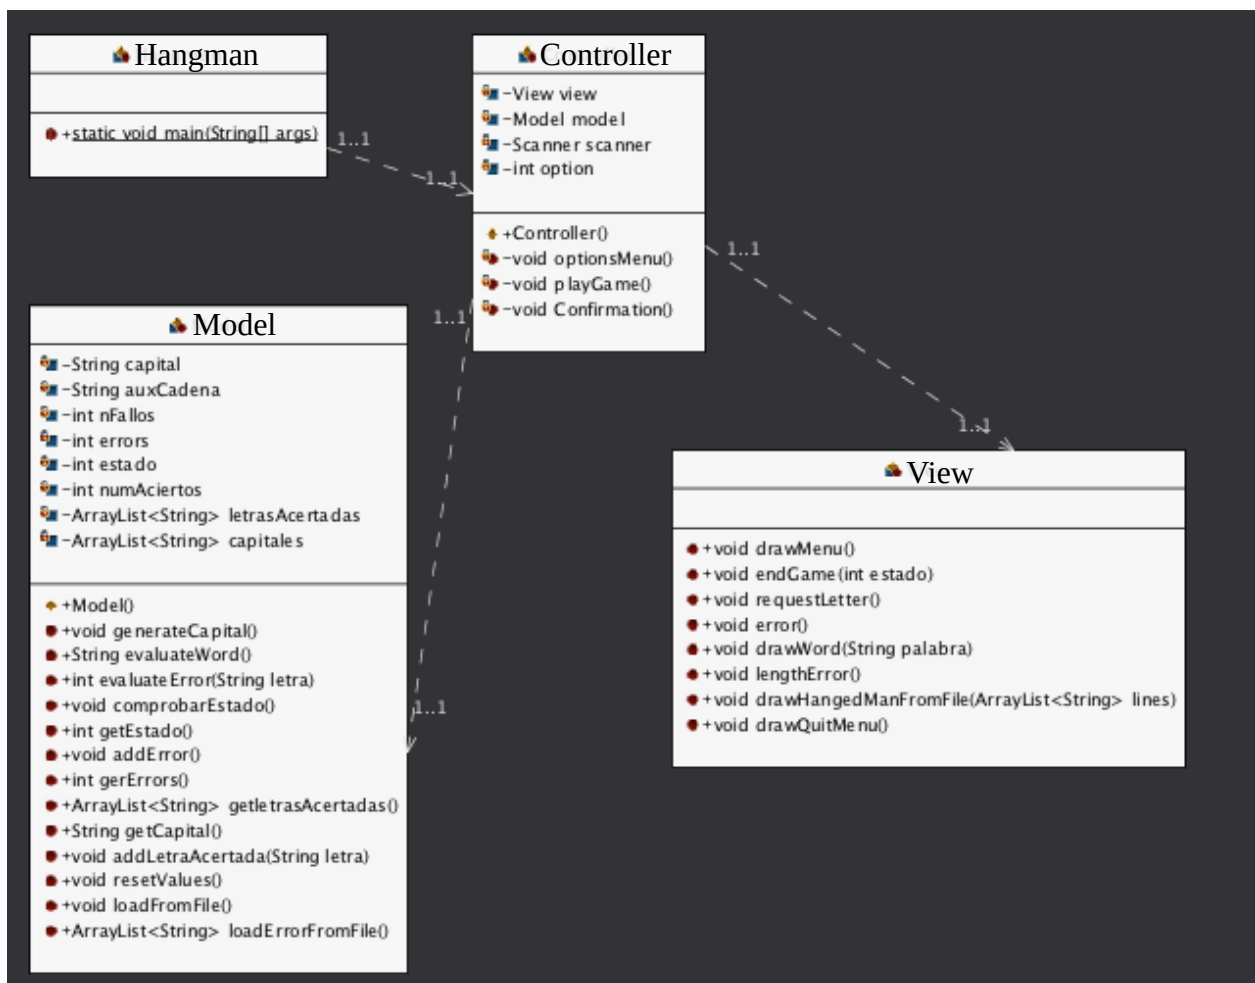 Hangman
+static void main(String[] args)
1..1
1..1
Controller
-View view
-Model model
-Scanner scanner
-int option
+Controller()
-void optionsMenu()
-void playGame()
-void Confirmation()
1..1
1..1
1..1
1..1
Model
-String capital
-String auxCadena
-int nFallos
-int errors
-int estado
-int numAciertos
-ArrayList<String> letrasAcertadas
-ArrayList<String> capitales
+Model()
+void generateCapital()
+String evaluateWord()
+int evaluateError(String letra)
+void comprobarEstado()
+int getEstado()
+void addError()
+int gerErrors()
+ArrayList<String> getletrasAcertadas()
+String getCapital()
+void addLetraAcertada(String letra)
+void resetValues()
+void loadFromFile()
+ArrayList<String> loadErrorFromFile()
View
+void drawMenu()
+void endGame(int estado)
+void requestLetter()
+void error()
+void drawWord(String palabra)
+void lengthError()
+void drawHangedManFromFile(ArrayList<String> lines)
+void drawQuitMenu()